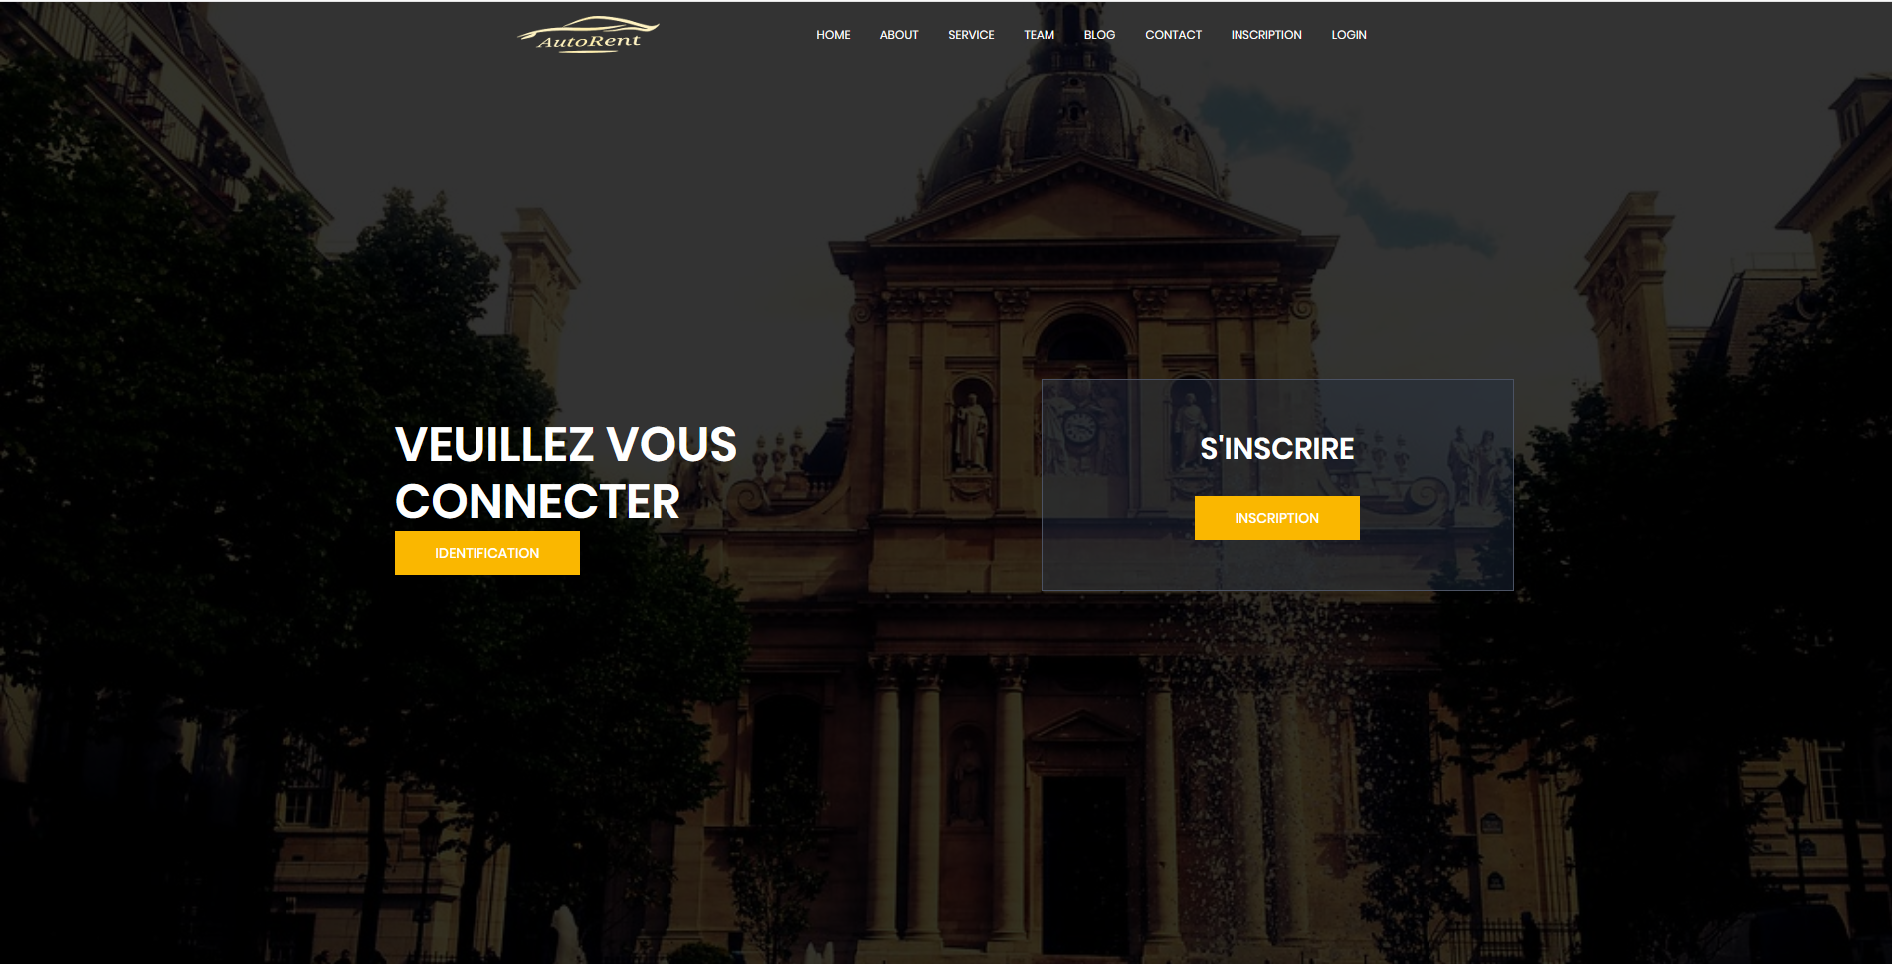 AutoRent
HOME ABOUT SERVICE TEAM BLOG CONTACT INSCRIPTION LOGIN
VEUILLEZ VOUS
CONNECTER
IDENTIFICATION
S'INSCRIRE
INSCRIPTION